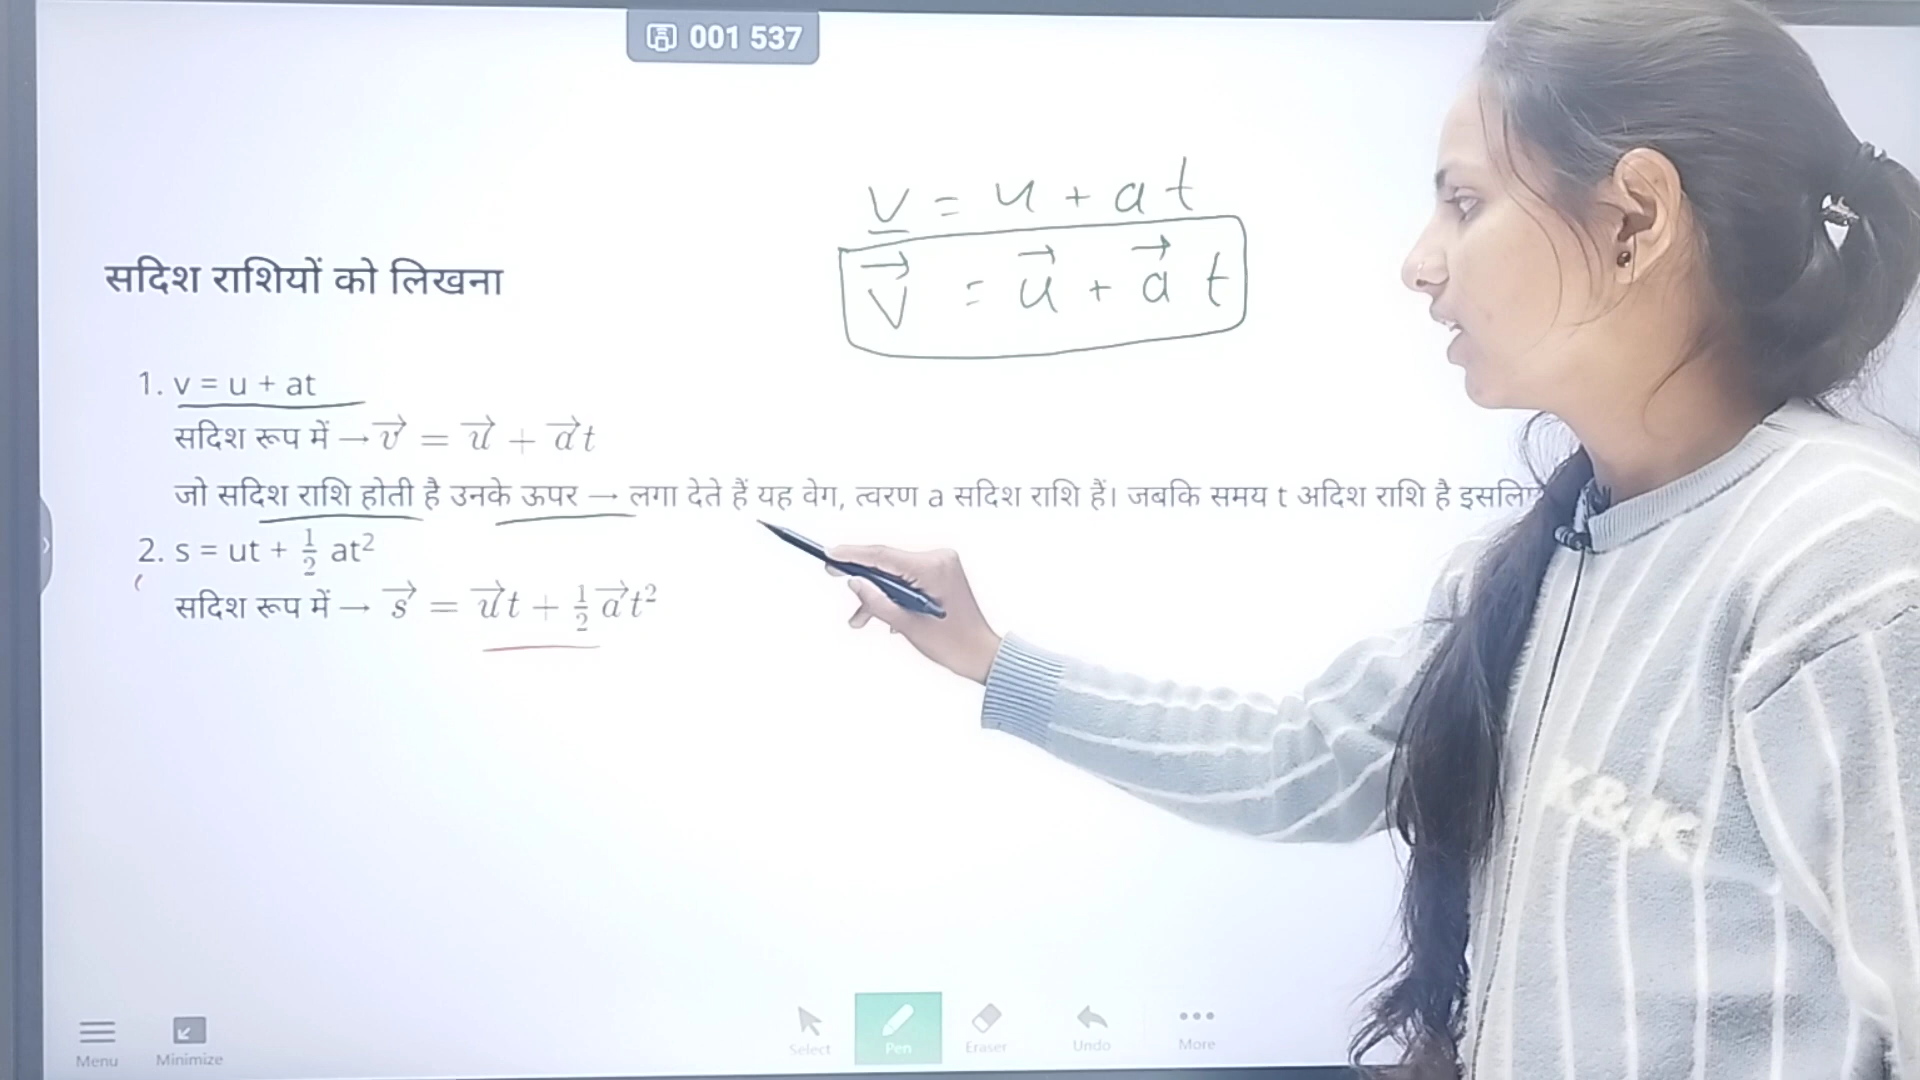 001 537
v = u + at
सदिश राशियों को लिखना
v⃗ = u⃗ + a⃗ t
1. v = u + at
सदिश रूप में → v⃗ = u⃗ + a⃗t
जो सदिश राशि होती है उनके ऊपर → लगा देते हैं यह वेग, त्वरण a सदिश राशि हैं। जबकि समय t अदिश राशि है
2. s = ut + ½ at²
सदिश रूप में → s⃗ = u⃗t + ½a⃗t²
K&K
Menu
Minimize
Select
Pen
Eraser
Undo
More